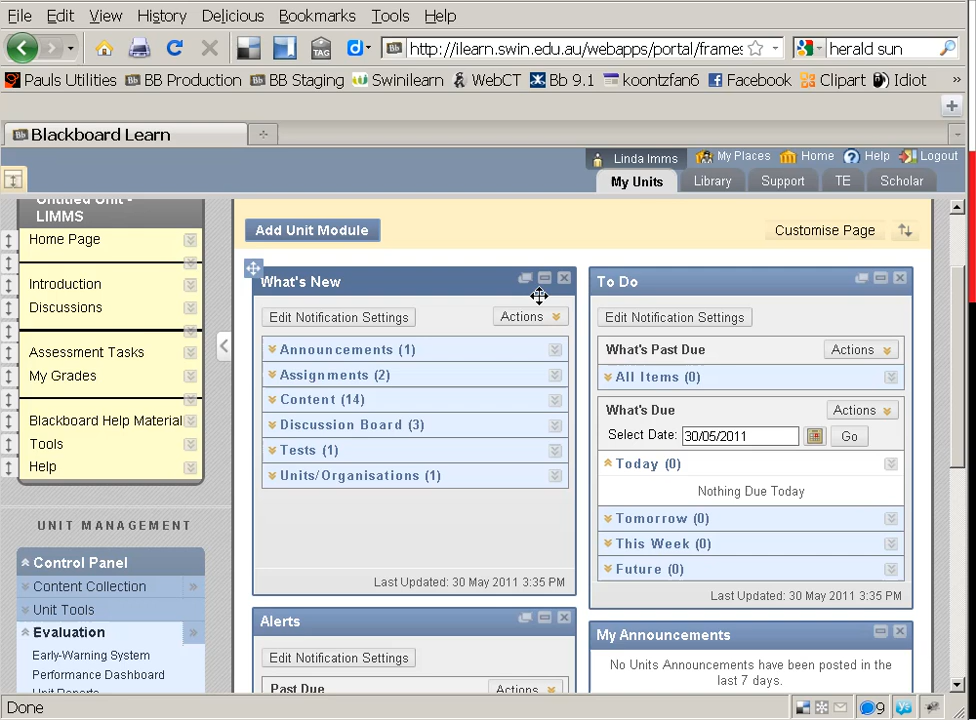 File Edit View History Delicious Bookmarks Tools Help
TAG
http://ilearn.swin.edu.au/webapps/portal/frames
herald sun
Pauls Utilities BB Production BB Staging Swinlearn WebCT Bb 9.1 koontzfan6 Facebook Clipart Idiot »
Bb Blackboard Learn
Linda Imms My Places Home Help Logout
My Units Library Support TE Scholar
Untitled Unit -
LIMMS
Home Page
Introduction
Discussions
Assessment Tasks
My Grades
Blackboard Help Material
Tools
Help
UNIT MANAGEMENT
Control Panel
Content Collection
Unit Tools
Evaluation
Early-Warning System
Performance Dashboard
Unit Reports
Add Unit Module
Customise Page
What's New
Edit Notification Settings
Actions
Announcements (1)
Assignments (2)
Content (14)
Discussion Board (3)
Tests (1)
Units/Organisations (1)
Last Updated: 30 May 2011 3:35 PM
Alerts
Edit Notification Settings
Past Due
Actions
To Do
Edit Notification Settings
What's Past Due
Actions
All Items (0)
What's Due
Actions
Select Date: 30/05/2011 Go
Today (0)
Nothing Due Today
Tomorrow (0)
This Week (0)
Future (0)
Last Updated: 30 May 2011 3:35 PM
My Announcements
No Units Announcements have been posted in the
last 7 days.
Done
9